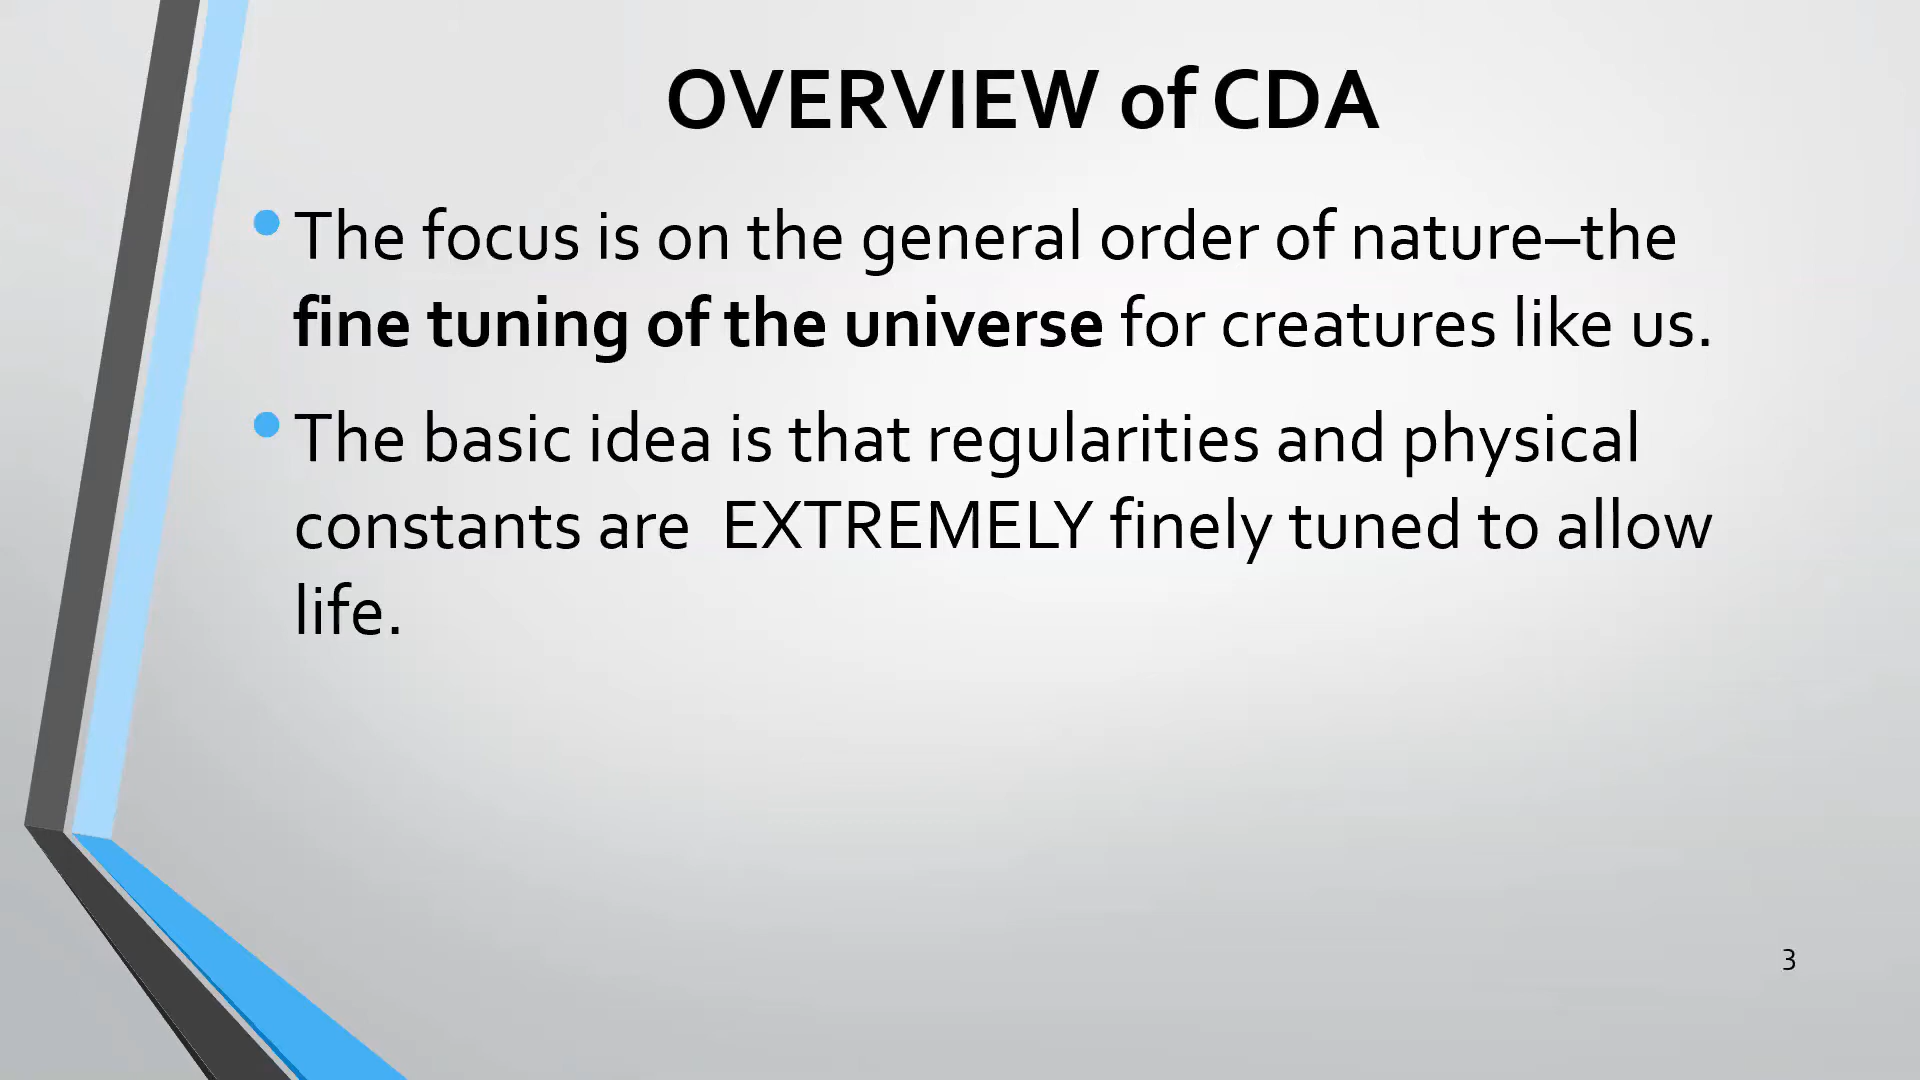 OVERVIEW of CDA
• The focus is on the general order of nature–the
fine tuning of the universe for creatures like us.
• The basic idea is that regularities and physical
constants are  EXTREMELY finely tuned to allow
life.
3